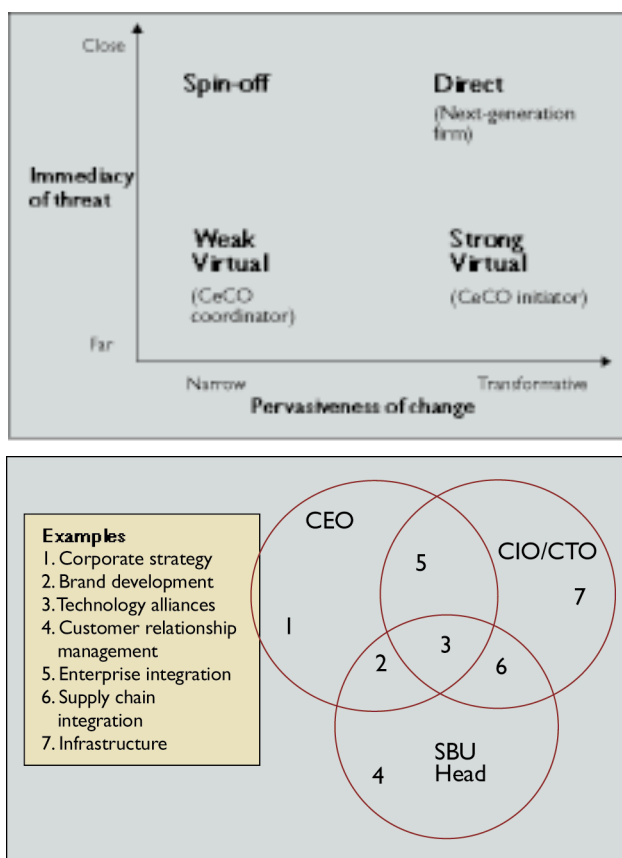 Close
Spin-off
Direct
(Next-generation
firm)
Immediacy
of threat
Weak
Virtual
(CeCO
coordinator)
Strong
Virtual
(CeCO initiator)
Far
Narrow
Transformative
Pervasiveness of change
Examples
1. Corporate strategy
2. Brand development
3. Technology alliances
4. Customer relationship
management
5. Enterprise integration
6. Supply chain
integration
7. Infrastructure
CEO
CIO/CTO
5
7
1
2
3
6
SBU
Head
4